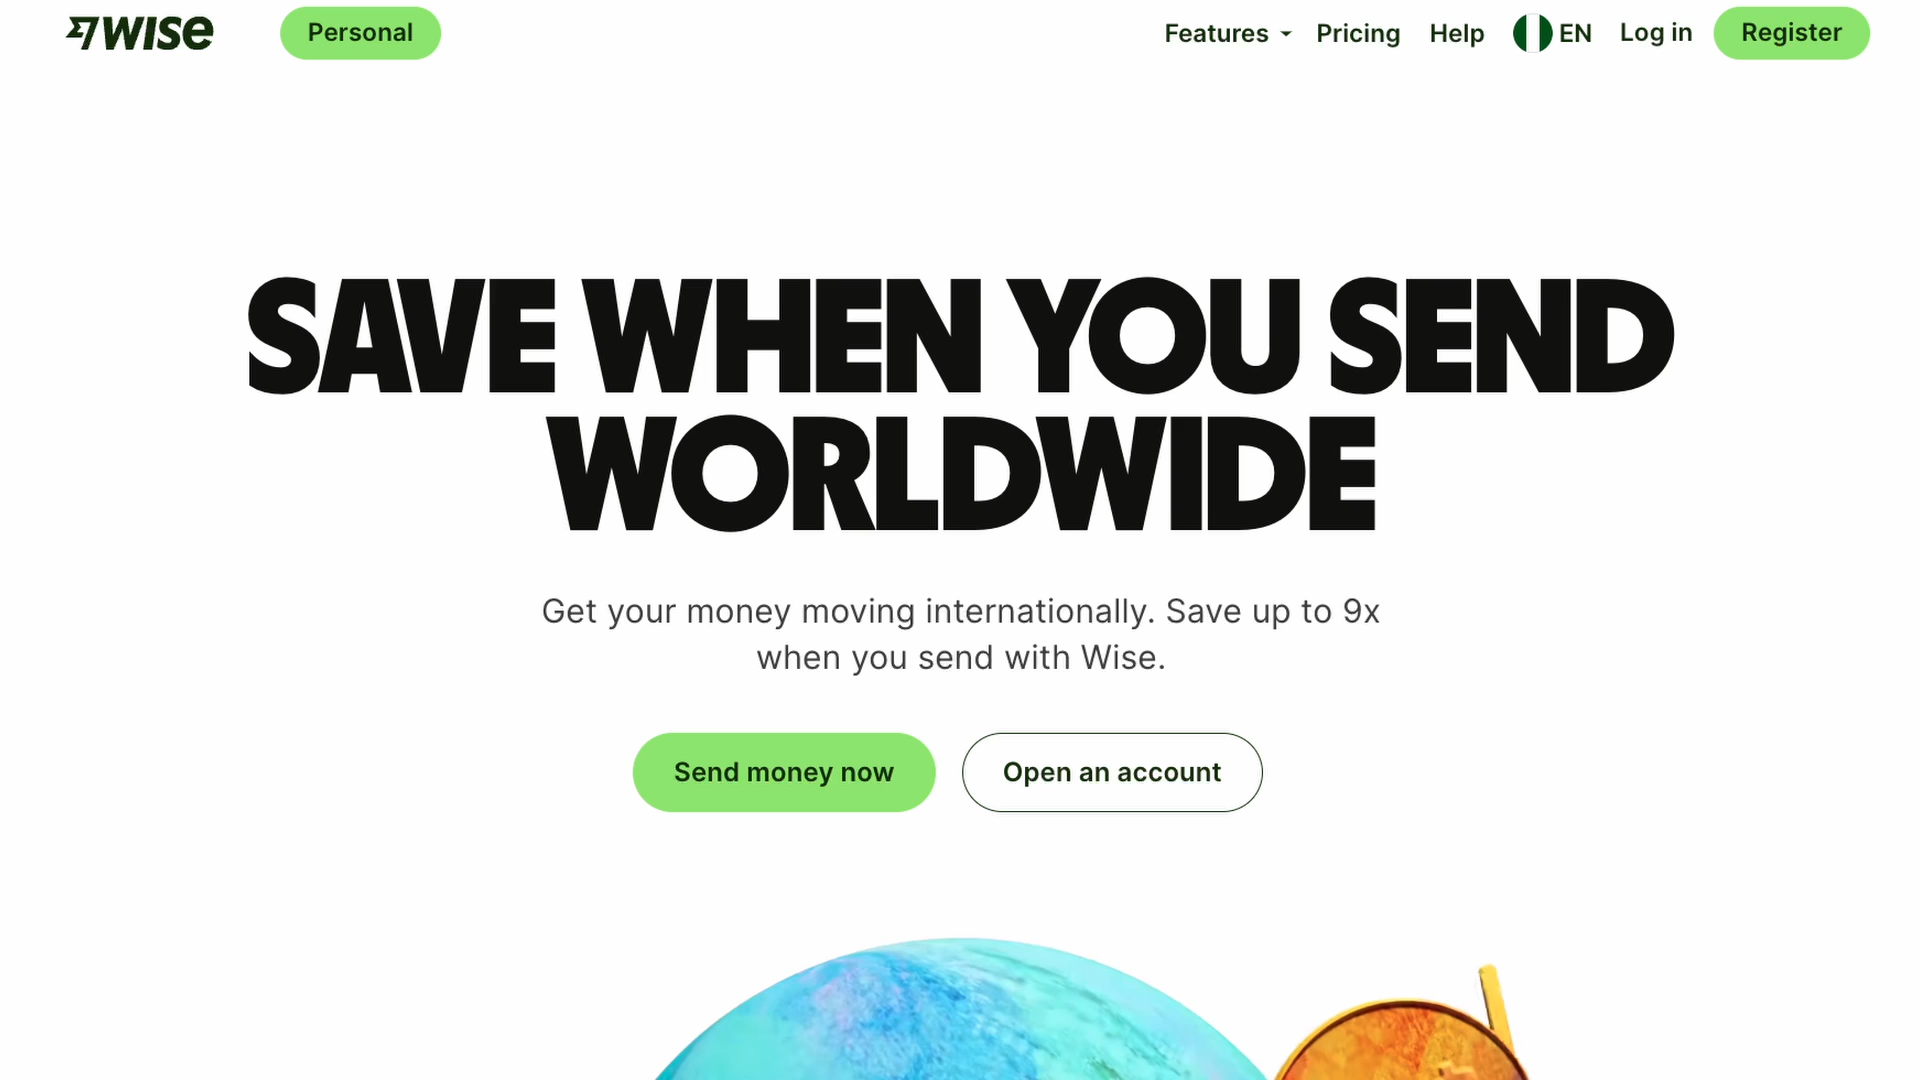 WISE
Personal
Features
Pricing
Help
EN
Log in
Register
SAVE WHEN YOU SEND
WORLDWIDE
Get your money moving internationally. Save up to 9x
when you send with Wise.
Send money now
Open an account